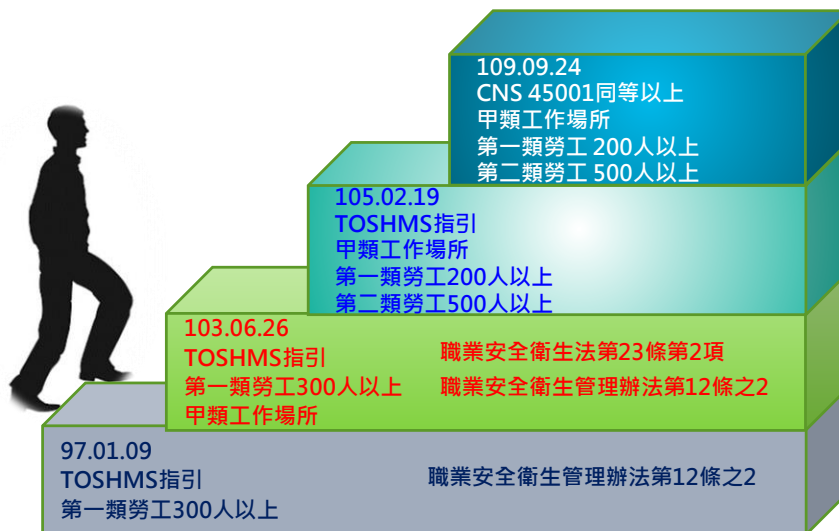 109.09.24
CNS 45001同等以上
甲類工作場所
第一類勞工 200人以上
第二類勞工 500人以上
105.02.19
TOSHMS指引
甲類工作場所
第一類勞工200人以上
第二類勞工500人以上
103.06.26
TOSHMS指引
第一類勞工300人以上
甲類工作場所
職業安全衛生法第23條第2項
職業安全衛生管理辦法第12條之2
97.01.09
TOSHMS指引
第一類勞工300人以上
職業安全衛生管理辦法第12條之2